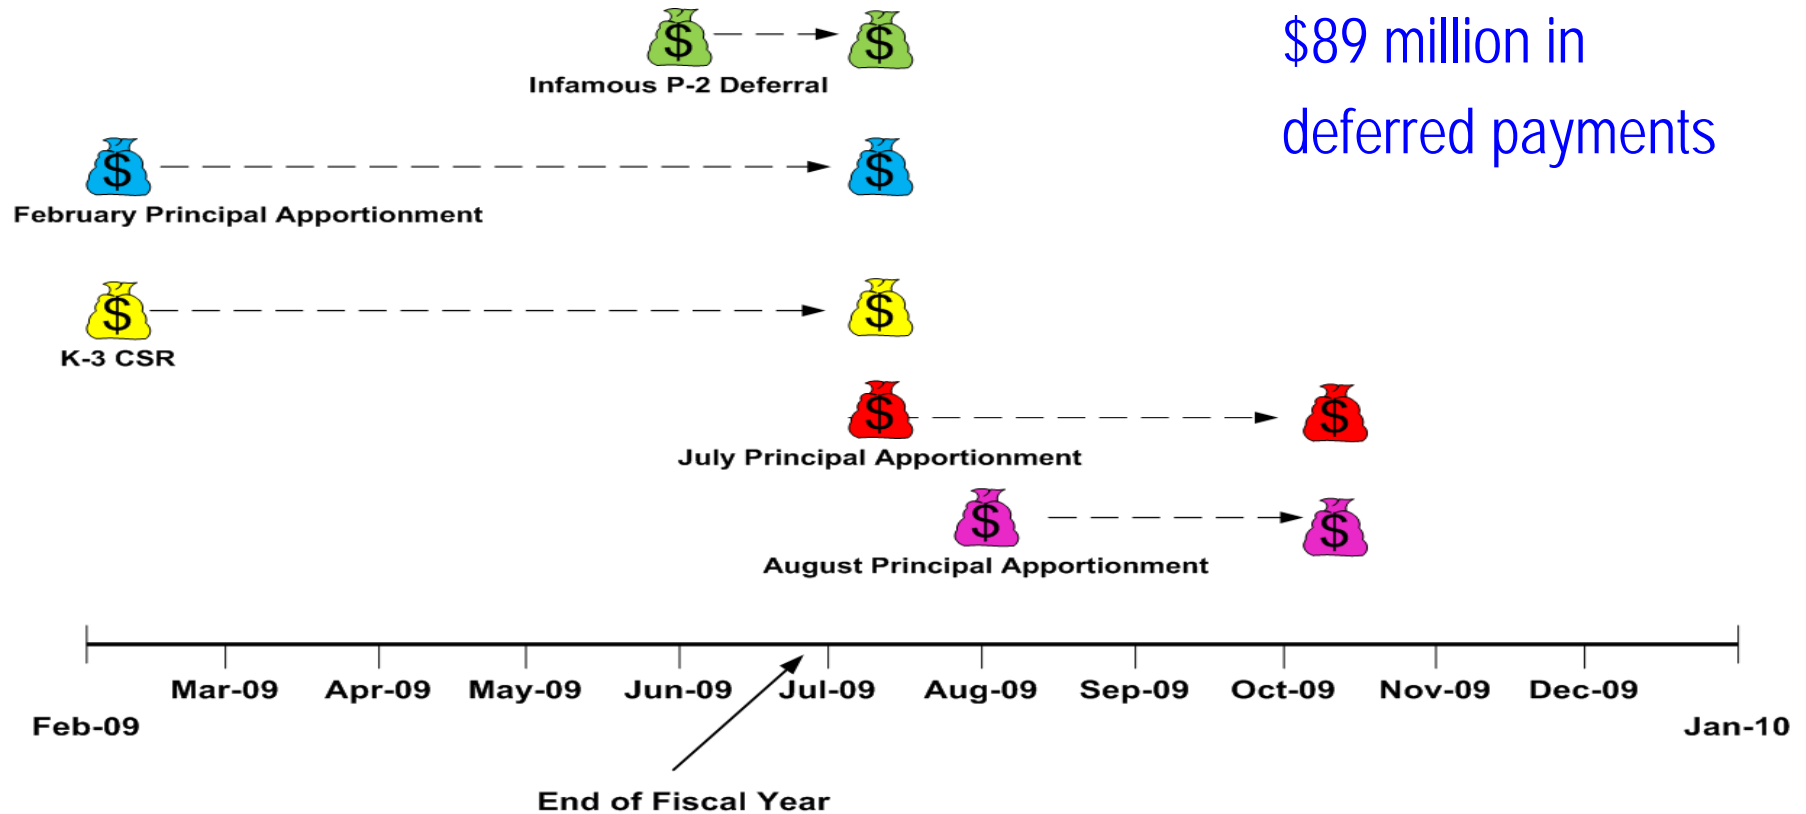 $89 million in
deferred payments
$ $
Infamous P-2 Deferral
$ $
February Principal Apportionment
$ $
K-3 CSR
$ $
July Principal Apportionment
$ $
August Principal Apportionment
Mar-09 Apr-09 May-09 Jun-09 Jul-09 Aug-09 Sep-09 Oct-09 Nov-09 Dec-09
Feb-09 Jan-10
End of Fiscal Year